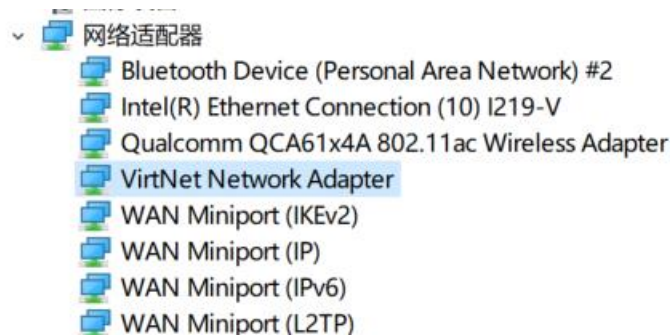 网络适配器
Bluetooth Device (Personal Area Network) #2
Intel(R) Ethernet Connection (10) I219-V
Qualcomm QCA61x4A 802.11ac Wireless Adapter
VirtNet Network Adapter
WAN Miniport (IKEv2)
WAN Miniport (IP)
WAN Miniport (IPv6)
WAN Miniport (L2TP)